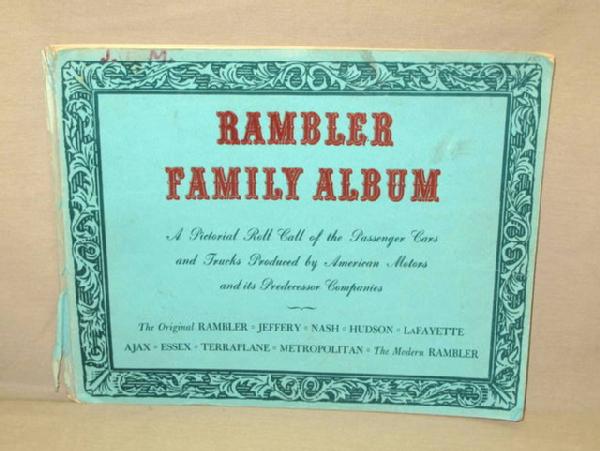 J. M.
RAMBLER
FAMILY ALBUM
A Pictorial Roll Call of the Passenger Cars
and Trucks Produced by American Motors
and its Predecessor Companies
The Original RAMBLER • JEFFERY • NASH • HUDSON • LAFAYETTE
AJAX • ESSEX • TERRAPLANE • METROPOLITAN • The Modern RAMBLER